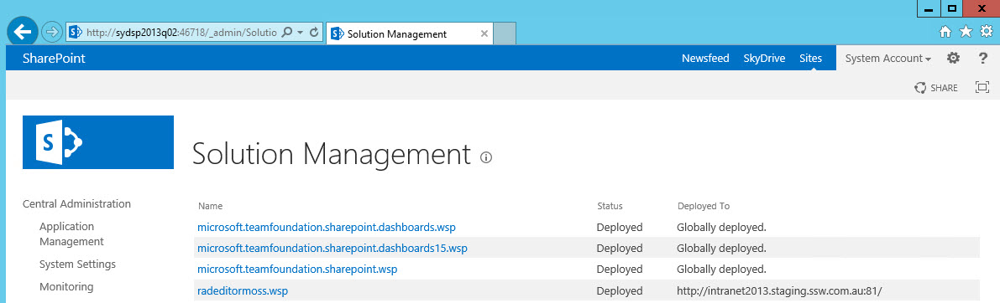 http://sydsp2013q02:46718/_admin/Solutio
Solution Management
SharePoint
Newsfeed SkyDrive Sites System Account
SHARE
S
Solution Management
Central Administration
Application Management
System Settings
Monitoring
Name Status Deployed To
microsoft.teamfoundation.sharepoint.dashboards.wsp Deployed Globally deployed.
microsoft.teamfoundation.sharepoint.dashboards15.wsp Deployed Globally deployed.
microsoft.teamfoundation.sharepoint.wsp Deployed Globally deployed.
radeditormoss.wsp Deployed http://intranet2013.staging.ssw.com.au:81/